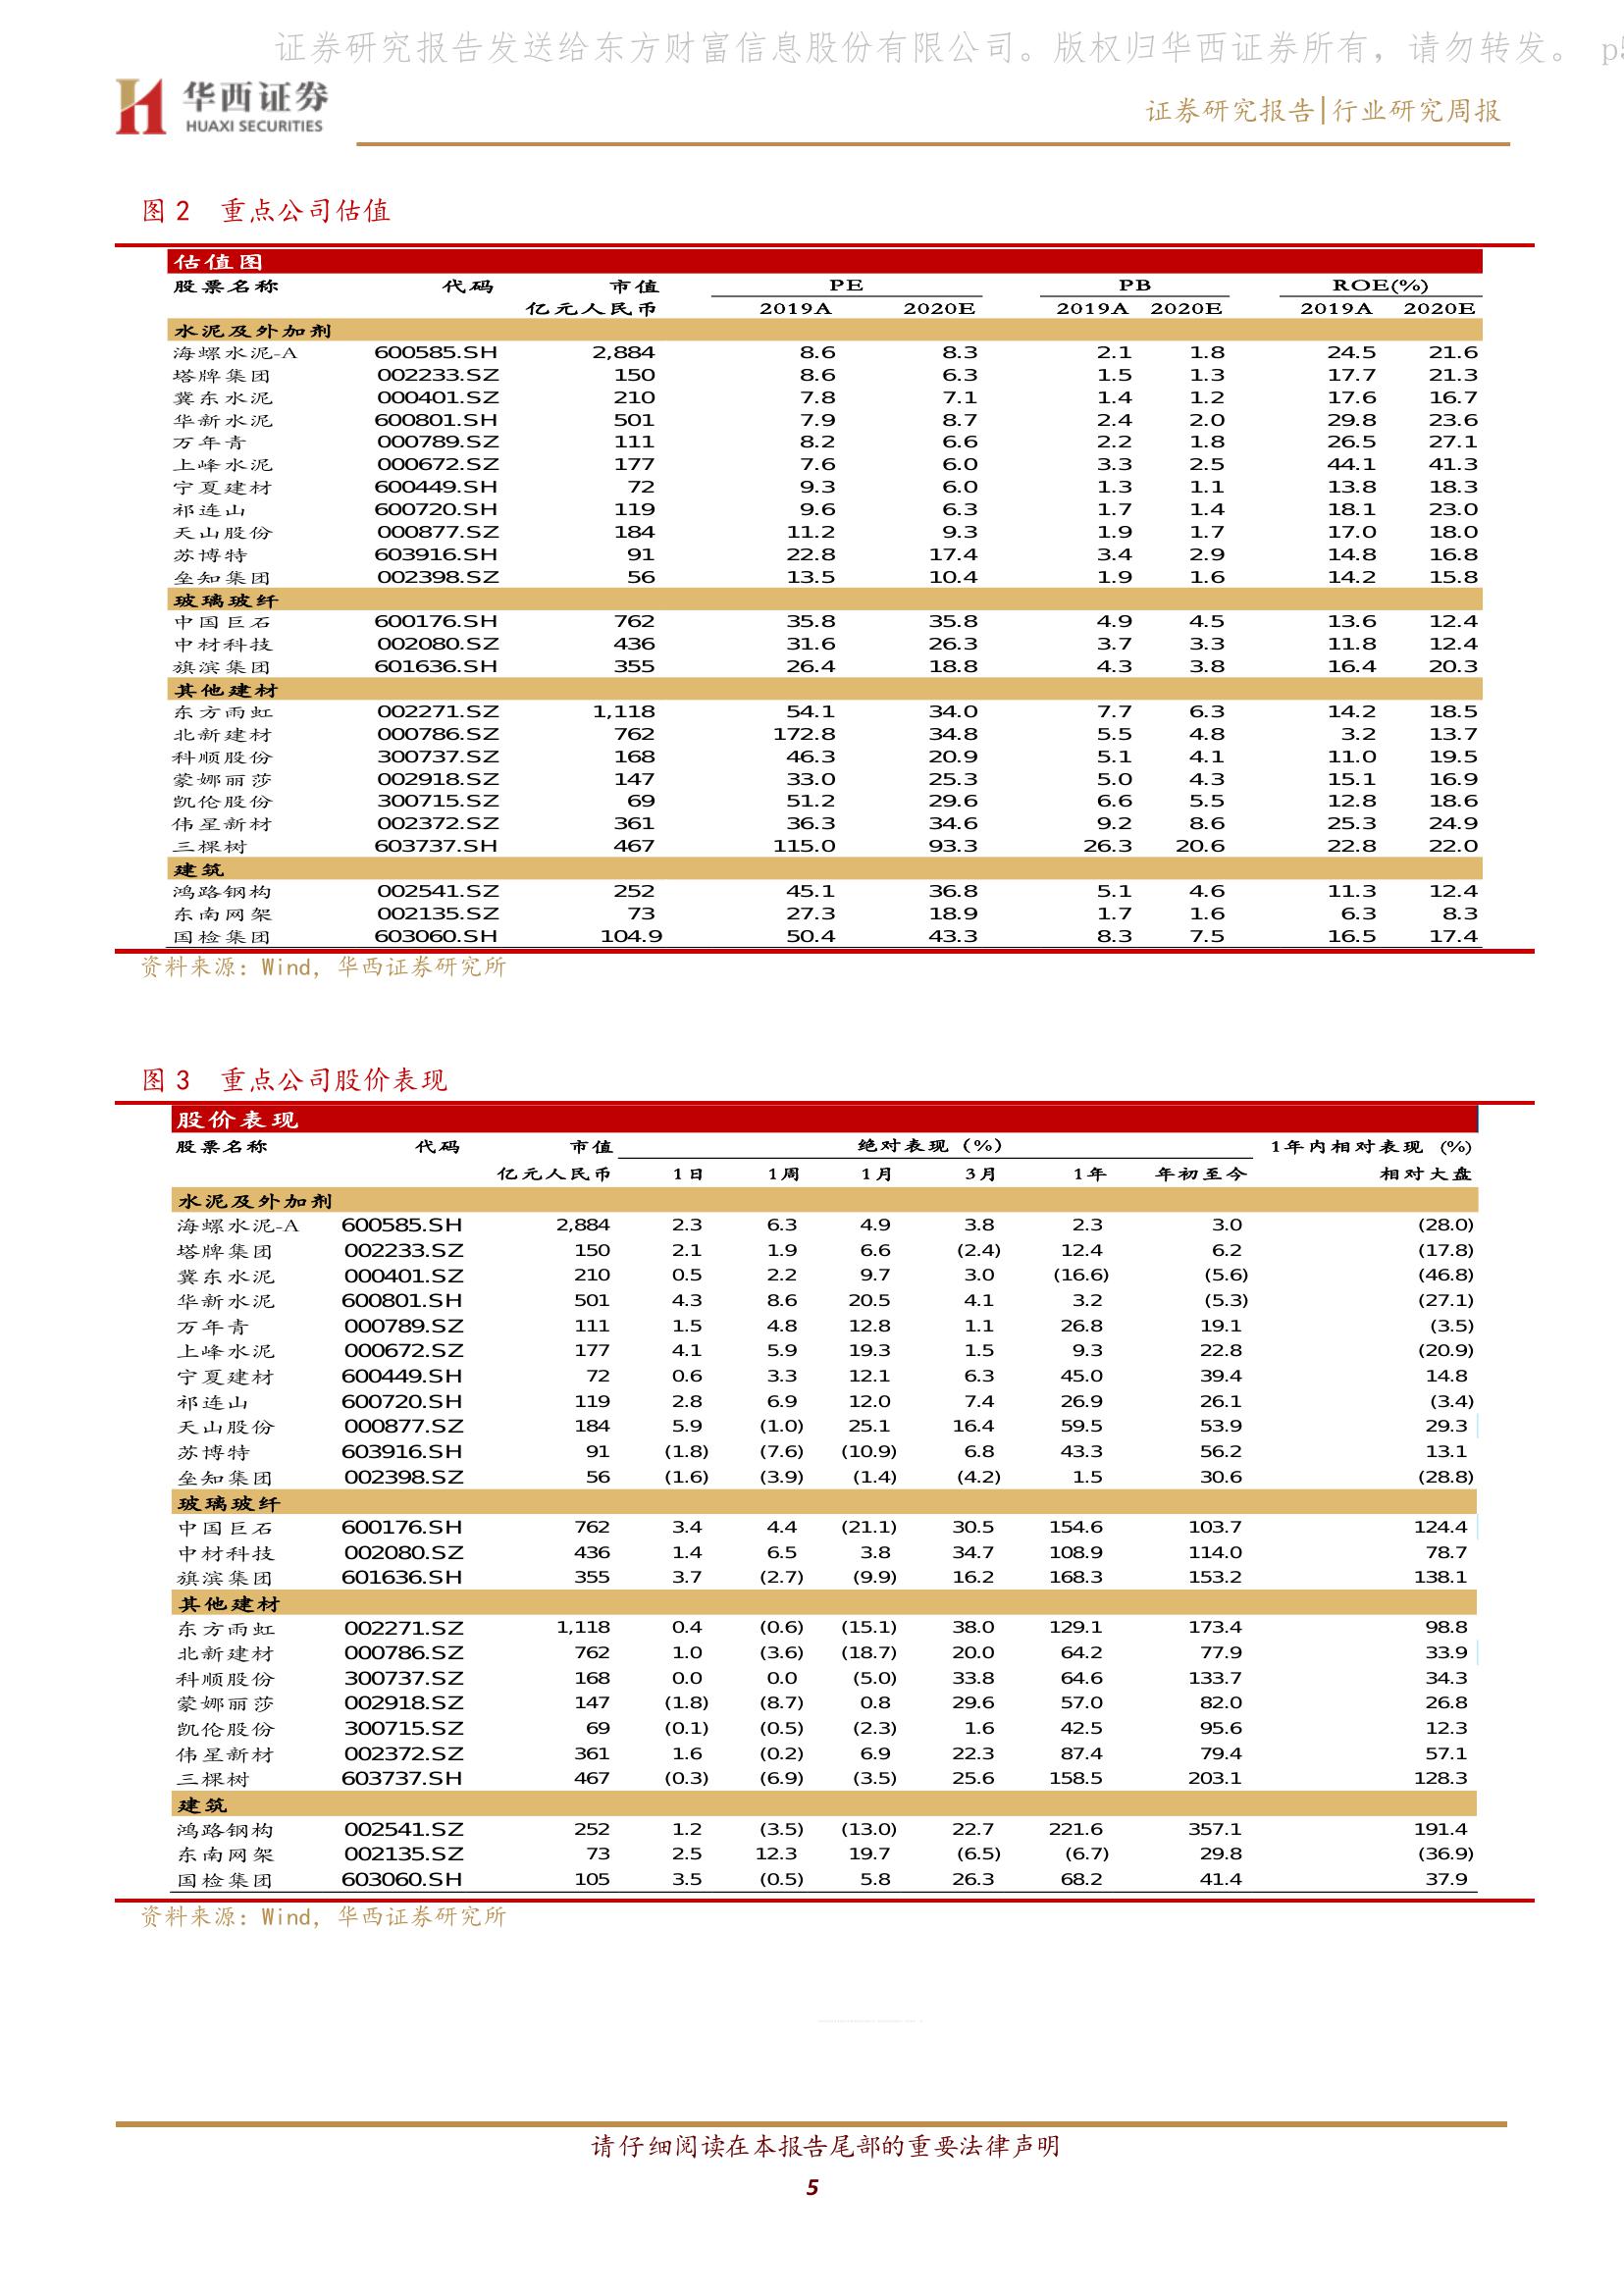 证券研究报告发送给东方财富信息股份有限公司。版权归华西证券所有，请勿转发。 p5
华西证券
HUAXI SECURITIES
证券研究报告|行业研究周报
图 2 重点公司估值
估值图
股票名称 代码 市值 PE PB ROE(%)
亿元人民币 2019A 2020E 2019A 2020E 2019A 2020E
水泥及外加剂
海螺水泥-A 600585.SH 2,884 8.6 8.3 2.1 1.8 24.5 21.6
塔牌集团 002233.SZ 150 8.6 6.3 1.5 1.3 17.7 21.3
冀东水泥 000401.SZ 210 7.8 7.1 1.4 1.2 17.6 16.7
华新水泥 600801.SH 501 7.9 8.7 2.4 2.0 29.8 23.6
万年青 000789.SZ 111 8.2 6.6 2.2 1.8 26.5 27.1
上峰水泥 000672.SZ 177 7.6 6.0 3.3 2.5 44.1 41.3
宁夏建材 600449.SH 72 9.3 6.0 1.3 1.1 13.8 18.3
祁连山 600720.SH 119 9.6 6.3 1.7 1.4 18.1 23.0
天山股份 000877.SZ 184 11.2 9.3 1.9 1.7 17.0 18.0
苏博特 603916.SH 91 22.8 17.4 3.4 2.9 14.8 16.8
垒知集团 002398.SZ 56 13.5 10.4 1.9 1.6 14.2 15.8
玻璃玻纤
中国巨石 600176.SH 762 35.8 35.8 4.9 4.5 13.6 12.4
中材科技 002080.SZ 436 31.6 26.3 3.7 3.3 11.8 12.4
旗滨集团 601636.SH 355 26.4 18.8 4.3 3.8 16.4 20.3
其他建材
东方雨虹 002271.SZ 1,118 54.1 34.0 7.7 6.3 14.2 18.5
北新建材 000786.SZ 762 172.8 34.8 5.5 4.8 3.2 13.7
科顺股份 300737.SZ 168 46.3 20.9 5.1 4.1 11.0 19.5
蒙娜丽莎 002918.SZ 147 33.0 25.3 5.0 4.3 15.1 16.9
凯伦股份 300715.SZ 69 51.2 29.6 6.6 5.5 12.8 18.6
伟星新材 002372.SZ 361 36.3 34.6 9.2 8.6 25.3 24.9
三棵树 603737.SH 467 115.0 93.3 26.3 20.6 22.8 22.0
建筑
鸿路钢构 002541.SZ 252 45.1 36.8 5.1 4.6 11.3 12.4
东南网架 002135.SZ 73 27.3 18.9 1.7 1.6 6.3 8.3
国检集团 603060.SH 104.9 50.4 43.3 8.3 7.5 16.5 17.4
资料来源：Wind，华西证券研究所
图 3 重点公司股价表现
股价表现
股票名称 代码 市值 绝对表现 (%) 1年内相对表现 (%)
亿元人民币 1日 1周 1月 3月 1年 年初至今 相对大盘
水泥及外加剂
海螺水泥-A 600585.SH 2,884 2.3 6.3 4.9 3.8 2.3 3.0 (28.0)
塔牌集团 002233.SZ 150 2.1 1.9 6.6 (2.4) 12.4 6.2 (17.8)
冀东水泥 000401.SZ 210 0.5 2.2 9.7 3.0 (16.6) (5.6) (46.8)
华新水泥 600801.SH 501 4.3 8.6 20.5 4.1 3.2 (5.3) (27.1)
万年青 000789.SZ 111 1.5 4.8 12.8 1.1 26.8 19.1 (3.5)
上峰水泥 000672.SZ 177 4.1 5.9 19.3 1.5 9.3 22.8 (20.9)
宁夏建材 600449.SH 72 0.6 3.3 12.1 6.3 45.0 39.4 14.8
祁连山 600720.SH 119 2.8 6.9 12.0 7.4 26.9 26.1 (3.4)
天山股份 000877.SZ 184 5.9 (1.0) 25.1 16.4 59.5 53.9 29.3
苏博特 603916.SH 91 (1.8) (7.6) (10.9) 6.8 43.3 56.2 13.1
垒知集团 002398.SZ 56 (1.6) (3.9) (1.4) (4.2) 1.5 30.6 (28.8)
玻璃玻纤
中国巨石 600176.SH 762 3.4 4.4 (21.1) 30.5 154.6 103.7 124.4
中材科技 002080.SZ 436 1.4 6.5 3.8 34.7 108.9 114.0 78.7
旗滨集团 601636.SH 355 3.7 (2.7) (9.9) 16.2 168.3 153.2 138.1
其他建材
东方雨虹 002271.SZ 1,118 0.4 (0.6) (15.1) 38.0 129.1 173.4 98.8
北新建材 000786.SZ 762 1.0 (3.6) (18.7) 20.0 64.2 77.9 33.9
科顺股份 300737.SZ 168 0.0 0.0 (5.0) 33.8 64.6 133.7 34.3
蒙娜丽莎 002918.SZ 147 (1.8) (8.7) 0.8 29.6 57.0 82.0 26.8
凯伦股份 300715.SZ 69 (0.1) (0.5) (2.3) 1.6 42.5 95.6 12.3
伟星新材 002372.SZ 361 1.6 (0.2) 6.9 22.3 87.4 79.4 57.1
三棵树 603737.SH 467 (0.3) (6.9) (3.5) 25.6 158.5 203.1 128.3
建筑
鸿路钢构 002541.SZ 252 1.2 (3.5) (13.0) 22.7 221.6 357.1 191.4
东南网架 002135.SZ 73 2.5 12.3 19.7 (6.5) (6.7) 29.8 (36.9)
国检集团 603060.SH 105 3.5 (0.5) 5.8 26.3 68.2 41.4 37.9
资料来源：Wind，华西证券研究所
请仔细阅读在本报告尾部的重要法律声明
5